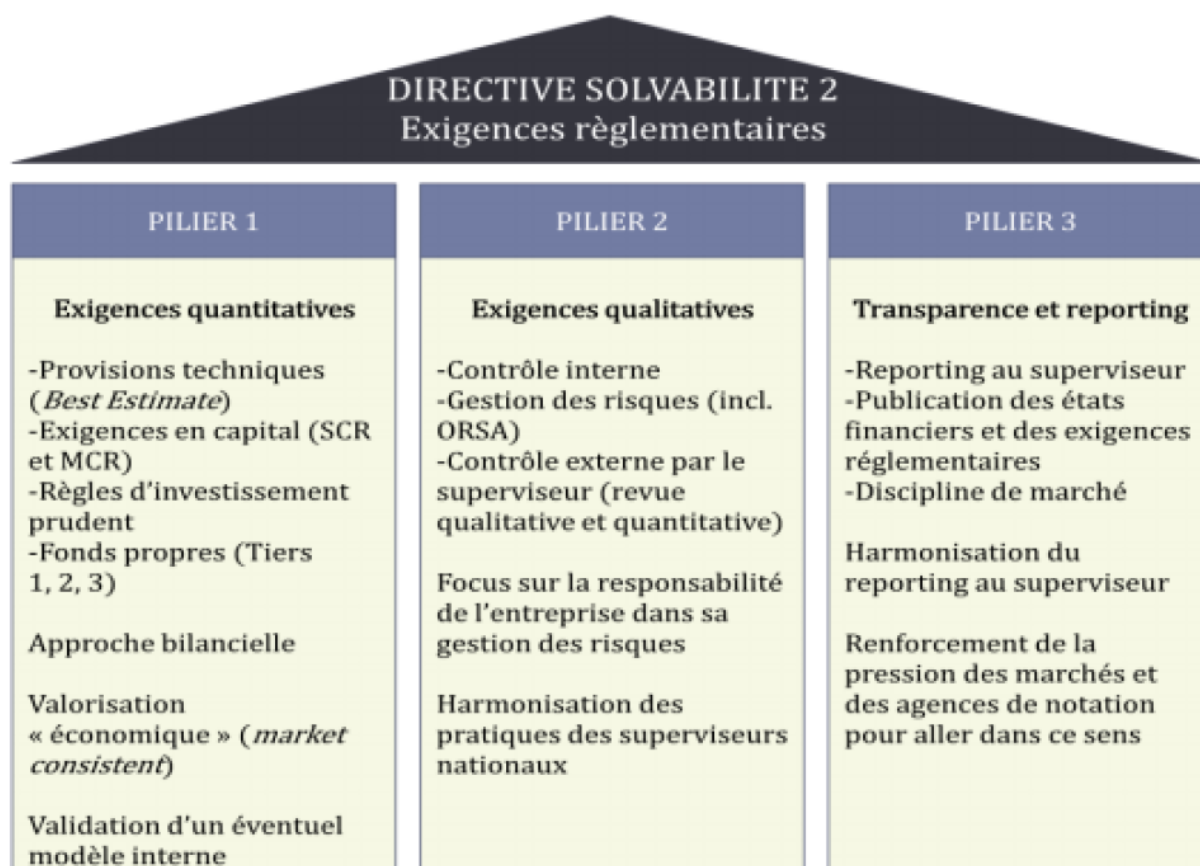 DIRECTIVE SOLVABILITE 2
Exigences règlementaires
PILIER 1
Exigences quantitatives
-Provisions techniques
(Best Estimate)
-Exigences en capital (SCR
et MCR)
-Règles d'investissement
prudent
-Fonds propres (Tiers
1, 2, 3)
Approche bilancielle
Valorisation
« économique » (market
consistent)
Validation d'un éventuel
modèle interne
PILIER 2
Exigences qualitatives
-Contrôle interne
-Gestion des risques (incl.
ORSA)
-Contrôle externe par le
superviseur (revue
qualitative et quantitative)
Focus sur la responsabilité
de l'entreprise dans sa
gestion des risques
Harmonisation des
pratiques des superviseurs
nationaux
PILIER 3
Transparence et reporting
-Reporting au superviseur
-Publication des états
financiers et des exigences
réglementaires
-Discipline de marché
Harmonisation du
reporting au superviseur
Renforcement de la
pression des marchés et
des agences de notation
pour aller dans ce sens